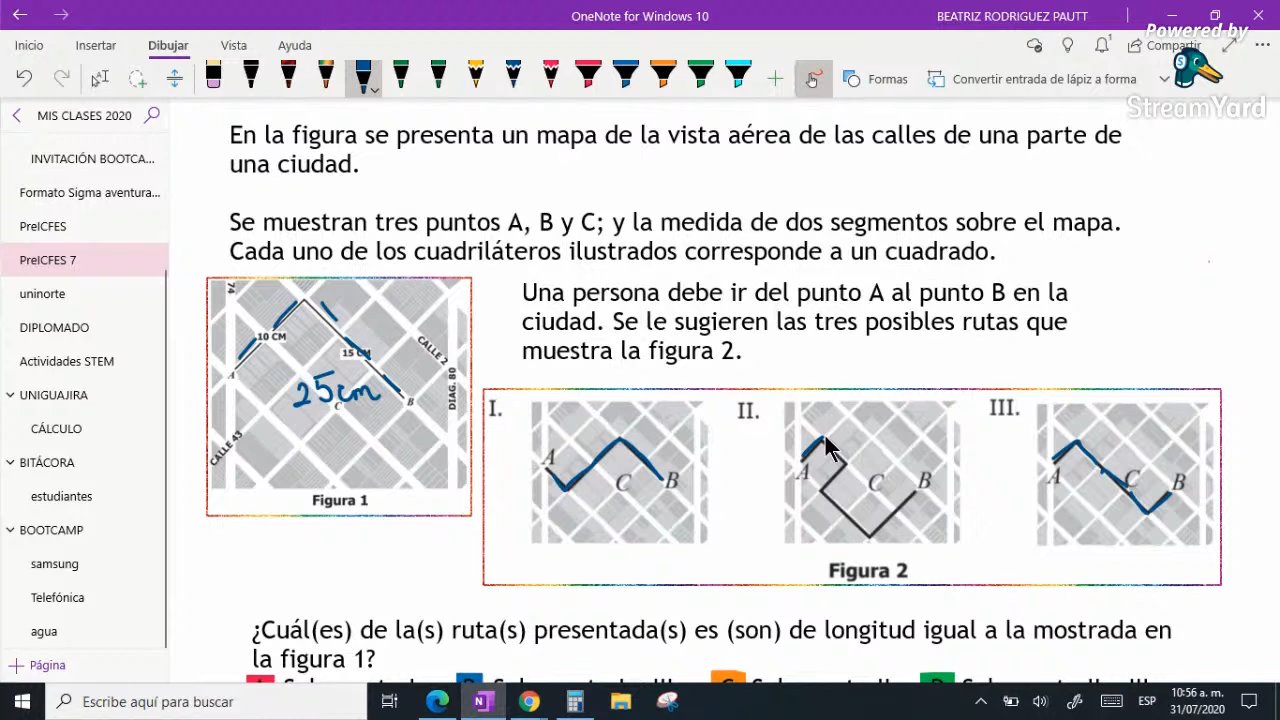 OneNote for Windows 10
BEATRIZ RODRIGUEZ PAUTT
Powered by
StreamYard
Inicio Insertar Dibujar Vista Ayuda
Compartir
Formas
Convertir entrada de lápiz a forma
MIS CLASES 2020
INVITACIÓN BOOTCA...
Formato Sigma aventura...
PreICFES
PreICFES 7
uninorte
DIPLOMADO
Actividades STEM
UNIGUAJIRA
CÁLCULO
BITÁCORA
estudiantes
BOOTCAMP
samsung
Telefónica
agua
Página
En la figura se presenta un mapa de la vista aérea de las calles de una parte de
una ciudad.
Se muestran tres puntos A, B y C; y la medida de dos segmentos sobre el mapa.
Cada uno de los cuadriláteros ilustrados corresponde a un cuadrado.
74
10 CM
15 CM
CALLE 2
DIAG. 80
CALLE 43
A
B
C
25cm
Figura 1
Una persona debe ir del punto A al punto B en la
ciudad. Se le sugieren las tres posibles rutas que
muestra la figura 2.
I.
A
C
B
II.
A
C
B
III.
A
C
B
Figura 2
¿Cuál(es) de la(s) ruta(s) presentada(s) es (son) de longitud igual a la mostrada en
la figura 1?
Escribe aquí para buscar
ESP
10:56 a. m.
31/07/2020